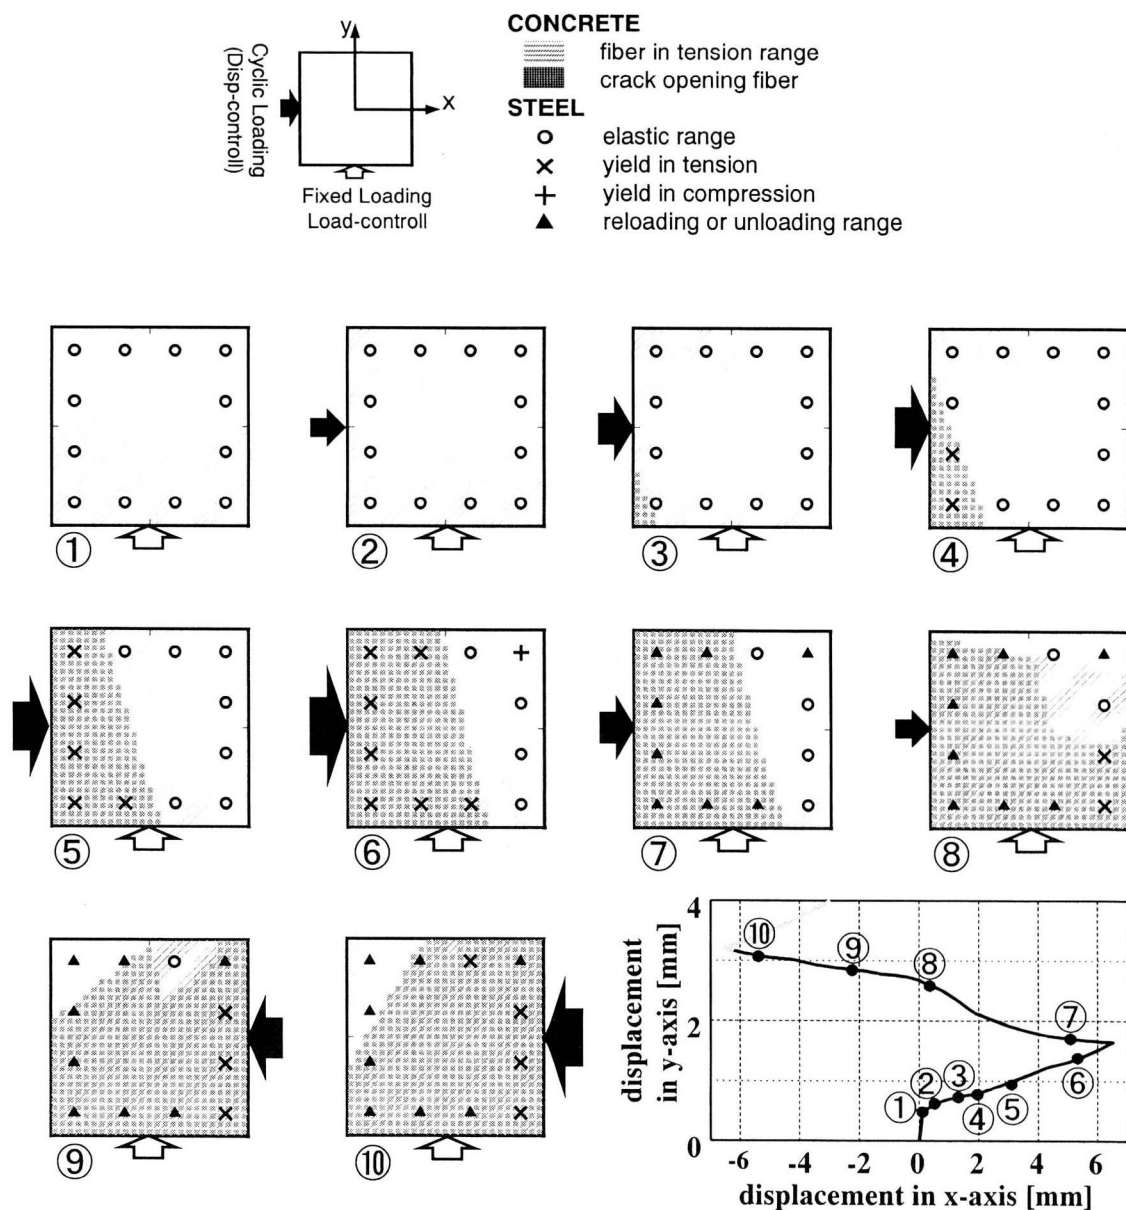 y
x
Cyclic Loading
(Disp-controll)
Fixed Loading
Load-controll
CONCRETE
fiber in tension range
crack opening fiber
STEEL
elastic range
yield in tension
yield in compression
reloading or unloading range
①
②
③
④
⑤
⑥
⑦
⑧
⑨
⑩
displacement
in y-axis [mm]
4
2
0
⑩
⑨
⑧
⑦
②
③
①
④
⑤
⑥
-6 -4 -2 0 2 4 6
displacement in x-axis [mm]